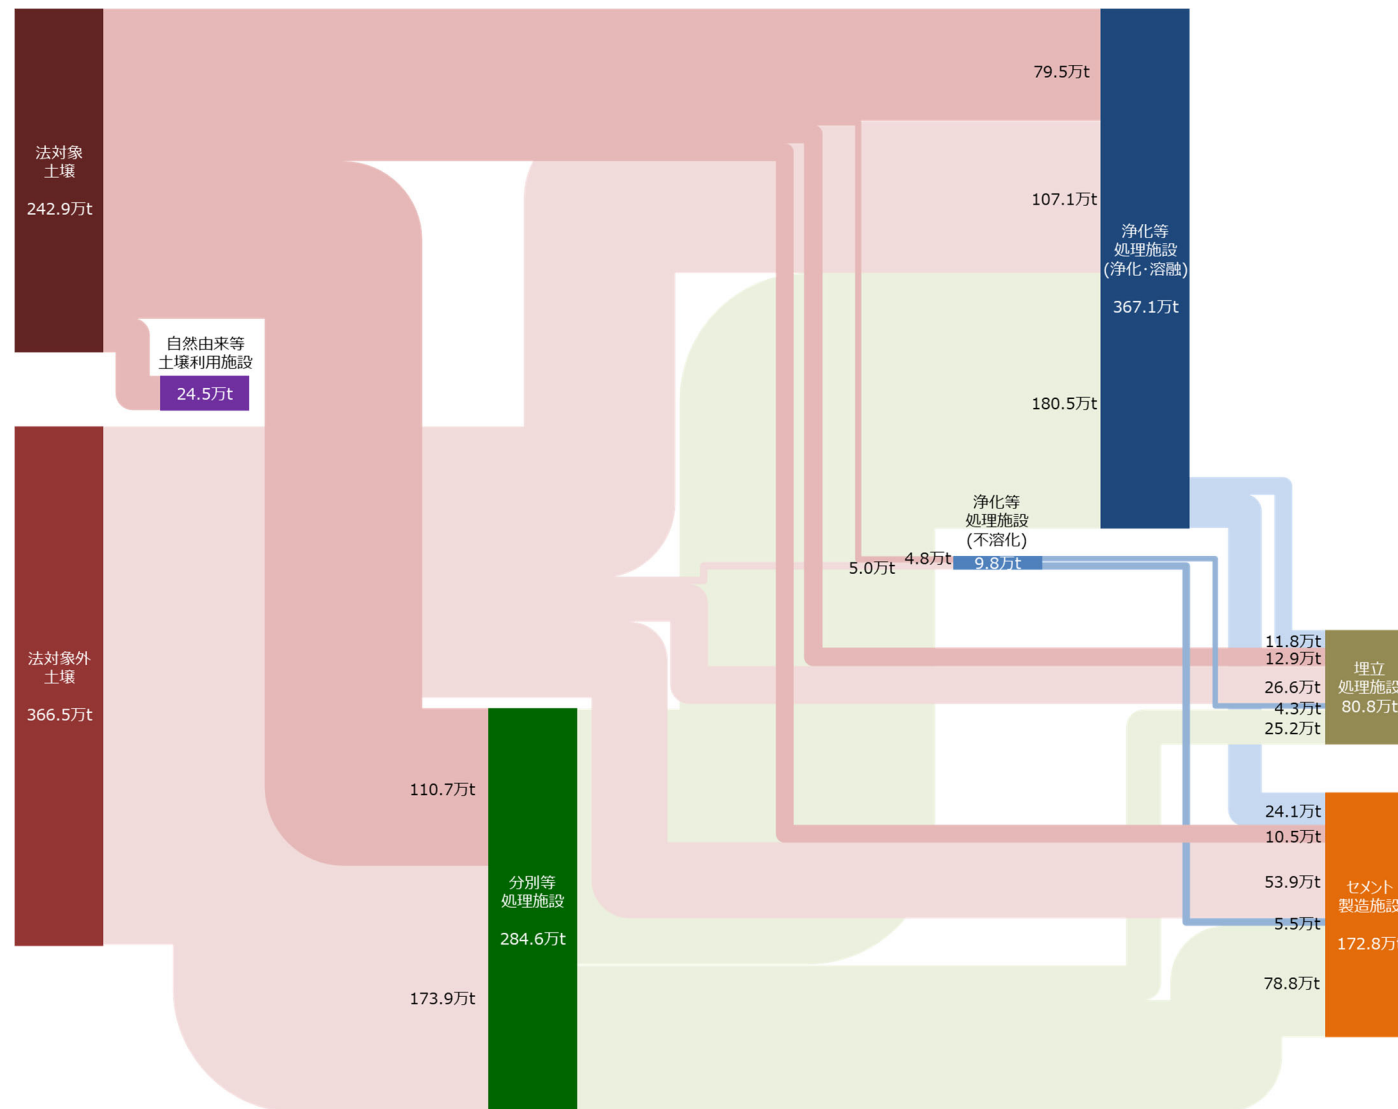 法対象
土壌
242.9万t
自然由来等
土壌利用施設
24.5万t
法対象外
土壌
366.5万t
110.7万t
173.9万t
分別等
処理施設
284.6万t
79.5万t
107.1万t
180.5万t
浄化等
処理施設
(浄化･溶融)
367.1万t
浄化等
処理施設
(不溶化)
9.8万t
4.8万t
5.0万t
11.8万t
12.9万t
26.6万t
4.3万t
25.2万t
埋立
処理施設
80.8万t
24.1万t
10.5万t
53.9万t
5.5万t
78.8万t
セメント
製造施設
172.8万t